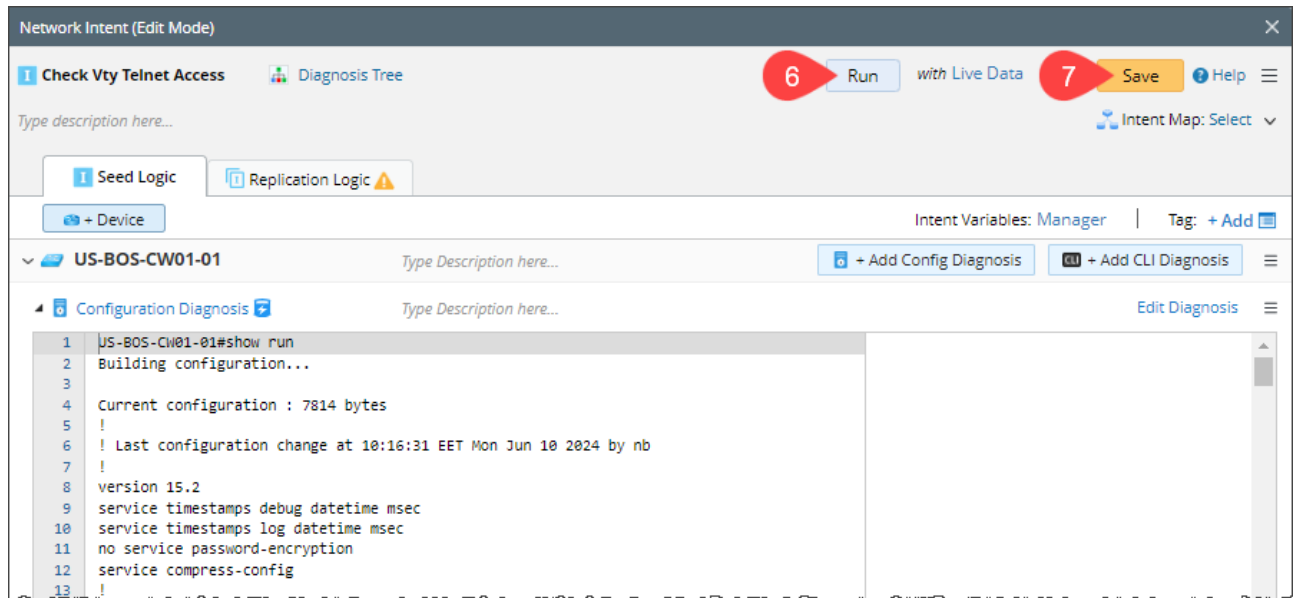 Network Intent (Edit Mode)
Check Vty Telnet Access Diagnosis Tree 6 Run with Live Data 7 Save Help
Type description here... Intent Map: Select
Seed Logic Replication Logic
+ Device Intent Variables: Manager | Tag: + Add
US-BOS-CW01-01 Type Description here... + Add Config Diagnosis CLI + Add CLI Diagnosis
Configuration Diagnosis Type Description here... Edit Diagnosis
1 US-BOS-CW01-01#show run
2 Building configuration...
3
4 Current configuration : 7814 bytes
5 !
6 ! Last configuration change at 10:16:31 EET Mon Jun 10 2024 by nb
7 !
8 version 15.2
9 service timestamps debug datetime msec
10 service timestamps log datetime msec
11 no service password-encryption
12 service compress-config
13 !